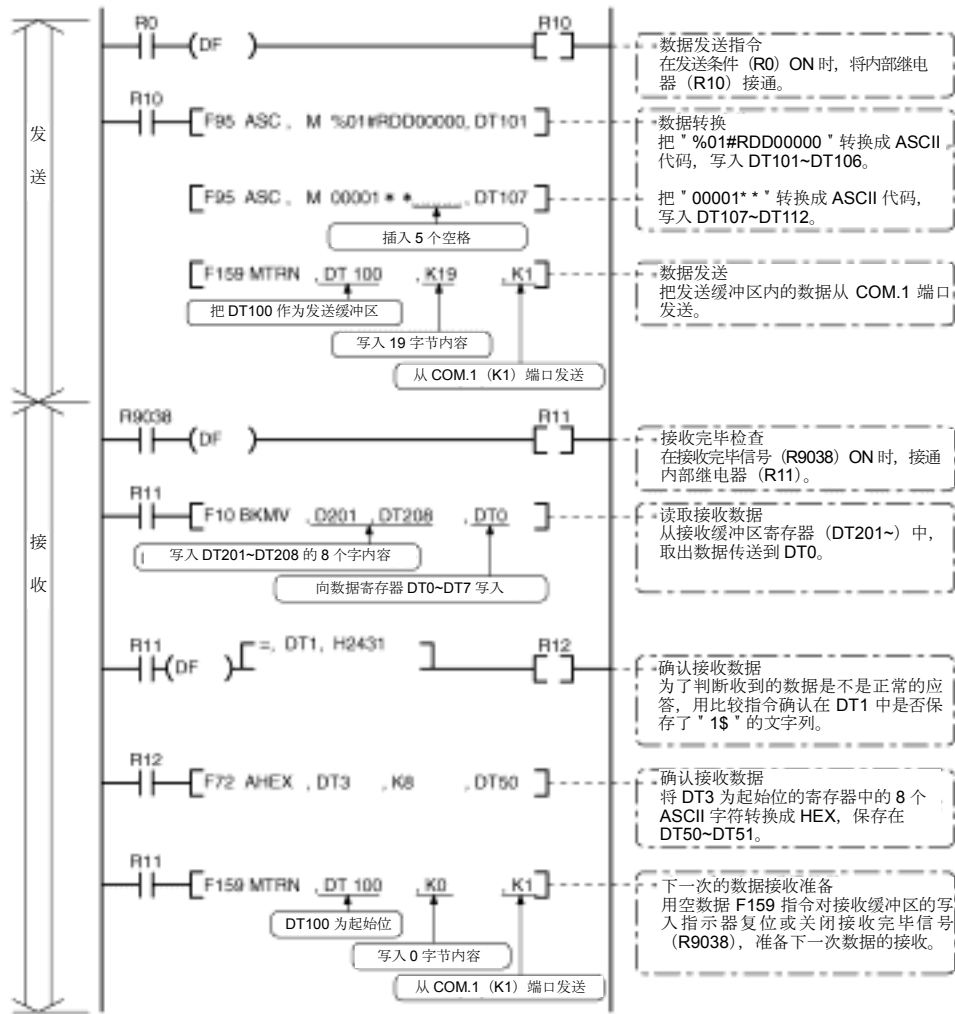 发
送
R0
(DF )
R10
数据发送指令
在发送条件（R0）ON 时，将内部继电
器（R10）接通。
R10
F95 ASC , M %01#RDD00000, DT101
数据转换
把 " %01#RDD00000 " 转换成 ASCII
代码，写入 DT101~DT106。
F95 ASC , M 00001 * * , DT107
插入 5 个空格
把 " 00001* * " 转换成 ASCII 代码，
写入 DT107~DT112。
F159 MTRN , DT 100 , K19 , K1
把 DT100 作为发送缓冲区
写入 19 字节内容
从 COM.1（K1）端口发送
数据发送
把发送缓冲区内的数据从 COM.1 端口
发送。
接
收
R9038
(DF )
R11
接收完毕检查
在接收完毕信号（R9038）ON 时，接通
内部继电器（R11）。
R11
F10 BKMV , D201 , DT208 , DT0
写入 DT201~DT208 的 8 个字内容
向数据寄存器 DT0~DT7 写入
读取接收数据
从接收缓冲区寄存器（DT201~）中，
取出数据传送到 DT0。
R11
(DF )
=, DT1, H2431
R12
确认接收数据
为了判断收到的数据是不是正常的应
答，用比较指令确认在 DT1 中是否保
存了 " 1$ " 的文字列。
R12
F72 AHEX , DT3 , K8 , DT50
确认接收数据
将 DT3 为起始位的寄存器中的 8 个
ASCII 字符转换成 HEX，保存在
DT50~DT51。
R11
F159 MTRN , DT 100 , K0 , K1
DT100 为起始位
写入 0 字节内容
从 COM.1（K1）端口发送
下一次的数据接收准备
用空数据 F159 指令对接收缓冲区的写
入指示器复位或关闭接收完毕信号
（R9038），准备下一次数据的接收。